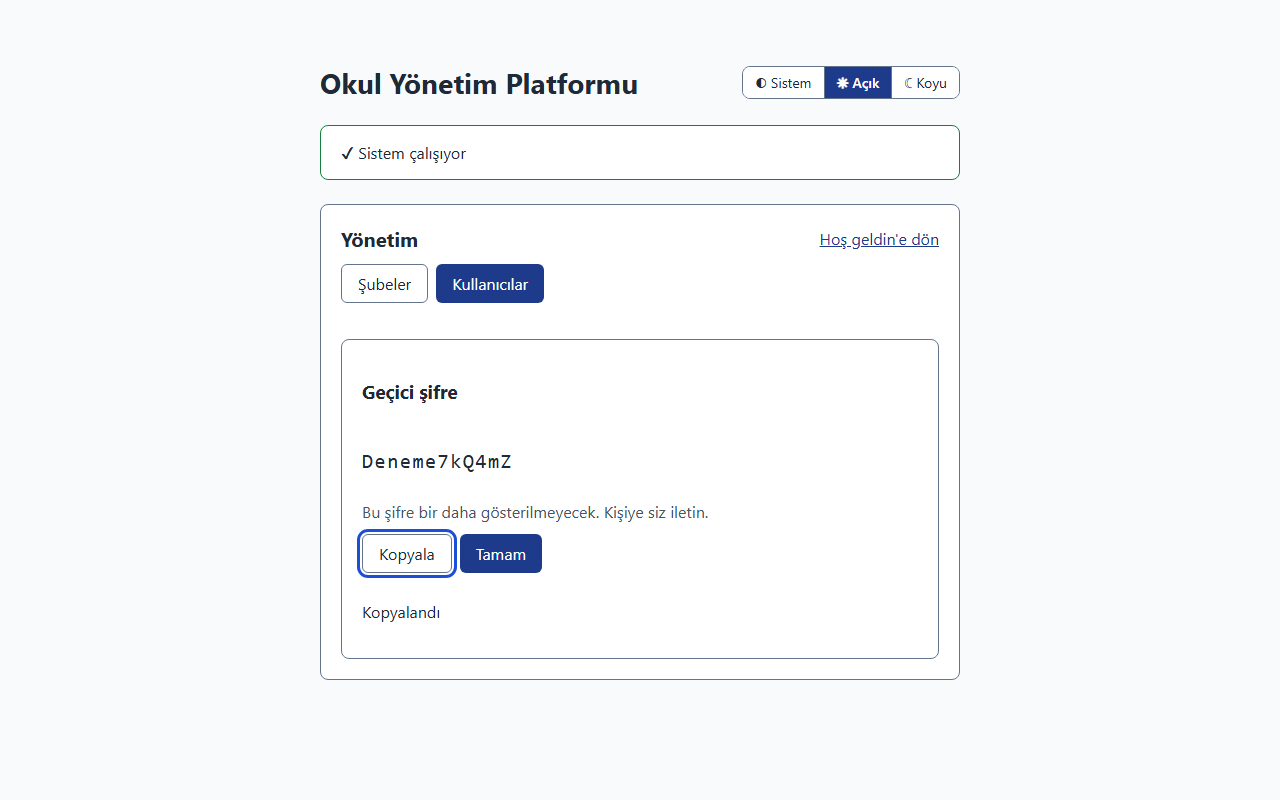 Okul Yönetim Platformu
◐ Sistem ❋ Açık ☾ Koyu
✓ Sistem çalışıyor
Yönetim
Hoş geldin'e dön
Şubeler Kullanıcılar
Geçici şifre
Deneme7kQ4mZ
Bu şifre bir daha gösterilmeyecek. Kişiye siz iletin.
Kopyala Tamam
Kopyalandı